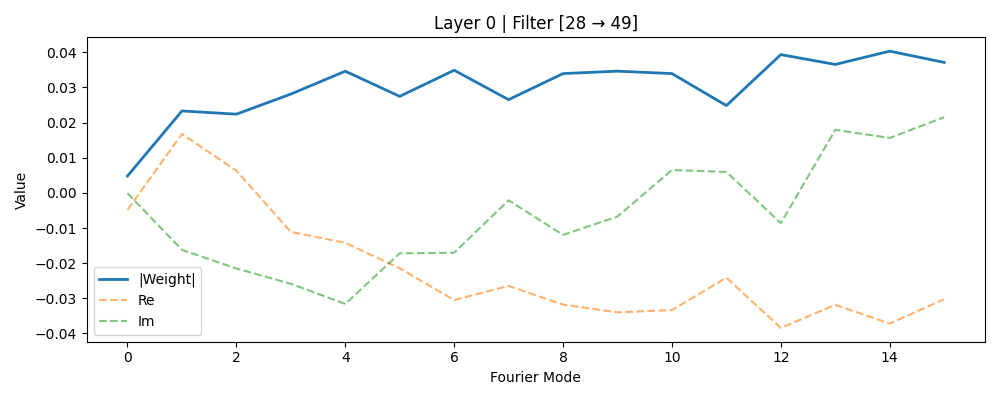 Layer 0 | Filter [28 → 49]
0.04
0.03
0.02
0.01
0.00
−0.01
−0.02
−0.03
−0.04
Value
|Weight|
Re
Im
0 2 4 6 8 10 12 14
Fourier Mode